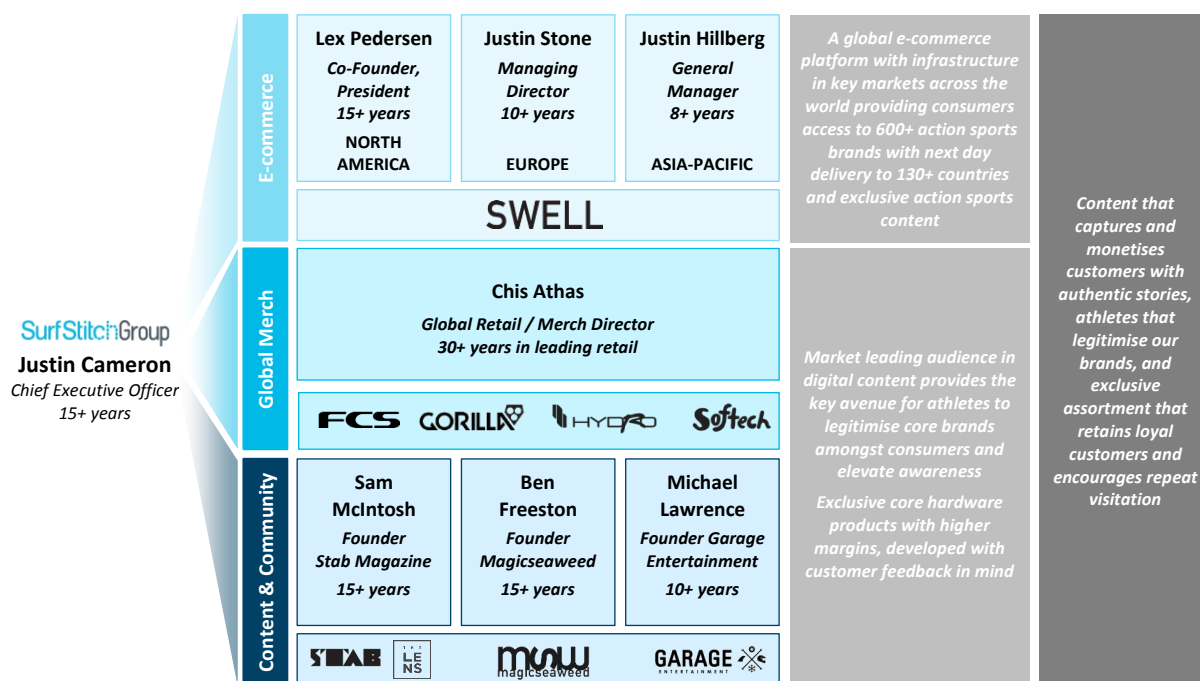 SurfStitchGroup
Justin Cameron
Chief Executive Officer
15+ years
E-commerce
Lex Pedersen
Co-Founder,
President
15+ years
NORTH
AMERICA
Justin Stone
Managing
Director
10+ years
EUROPE
Justin Hillberg
General
Manager
8+ years
ASIA-PACIFIC
SWELL
A global e-commerce
platform with infrastructure
in key markets across the
world providing consumers
access to 600+ action sports
brands with next day
delivery to 130+ countries
and exclusive action sports
content
Global Merch
Chis Athas
Global Retail / Merch Director
30+ years in leading retail
FCS
GORILLA
HYDRO
Softech
Content & Community
Sam
McIntosh
Founder
Stab Magazine
15+ years
Ben
Freeston
Founder
Magicseaweed
15+ years
Michael
Lawrence
Founder Garage
Entertainment
10+ years
STAB
THE
LE
NS
msw
magicseaweed
GARAGE
ENTERTAINMENT
Market leading audience in
digital content provides the
key avenue for athletes to
legitimise core brands
amongst consumers and
elevate awareness
Exclusive core hardware
products with higher
margins, developed with
customer feedback in mind
Content that
captures and
monetises
customers with
authentic stories,
athletes that
legitimise our
brands, and
exclusive
assortment that
retains loyal
customers and
encourages repeat
visitation